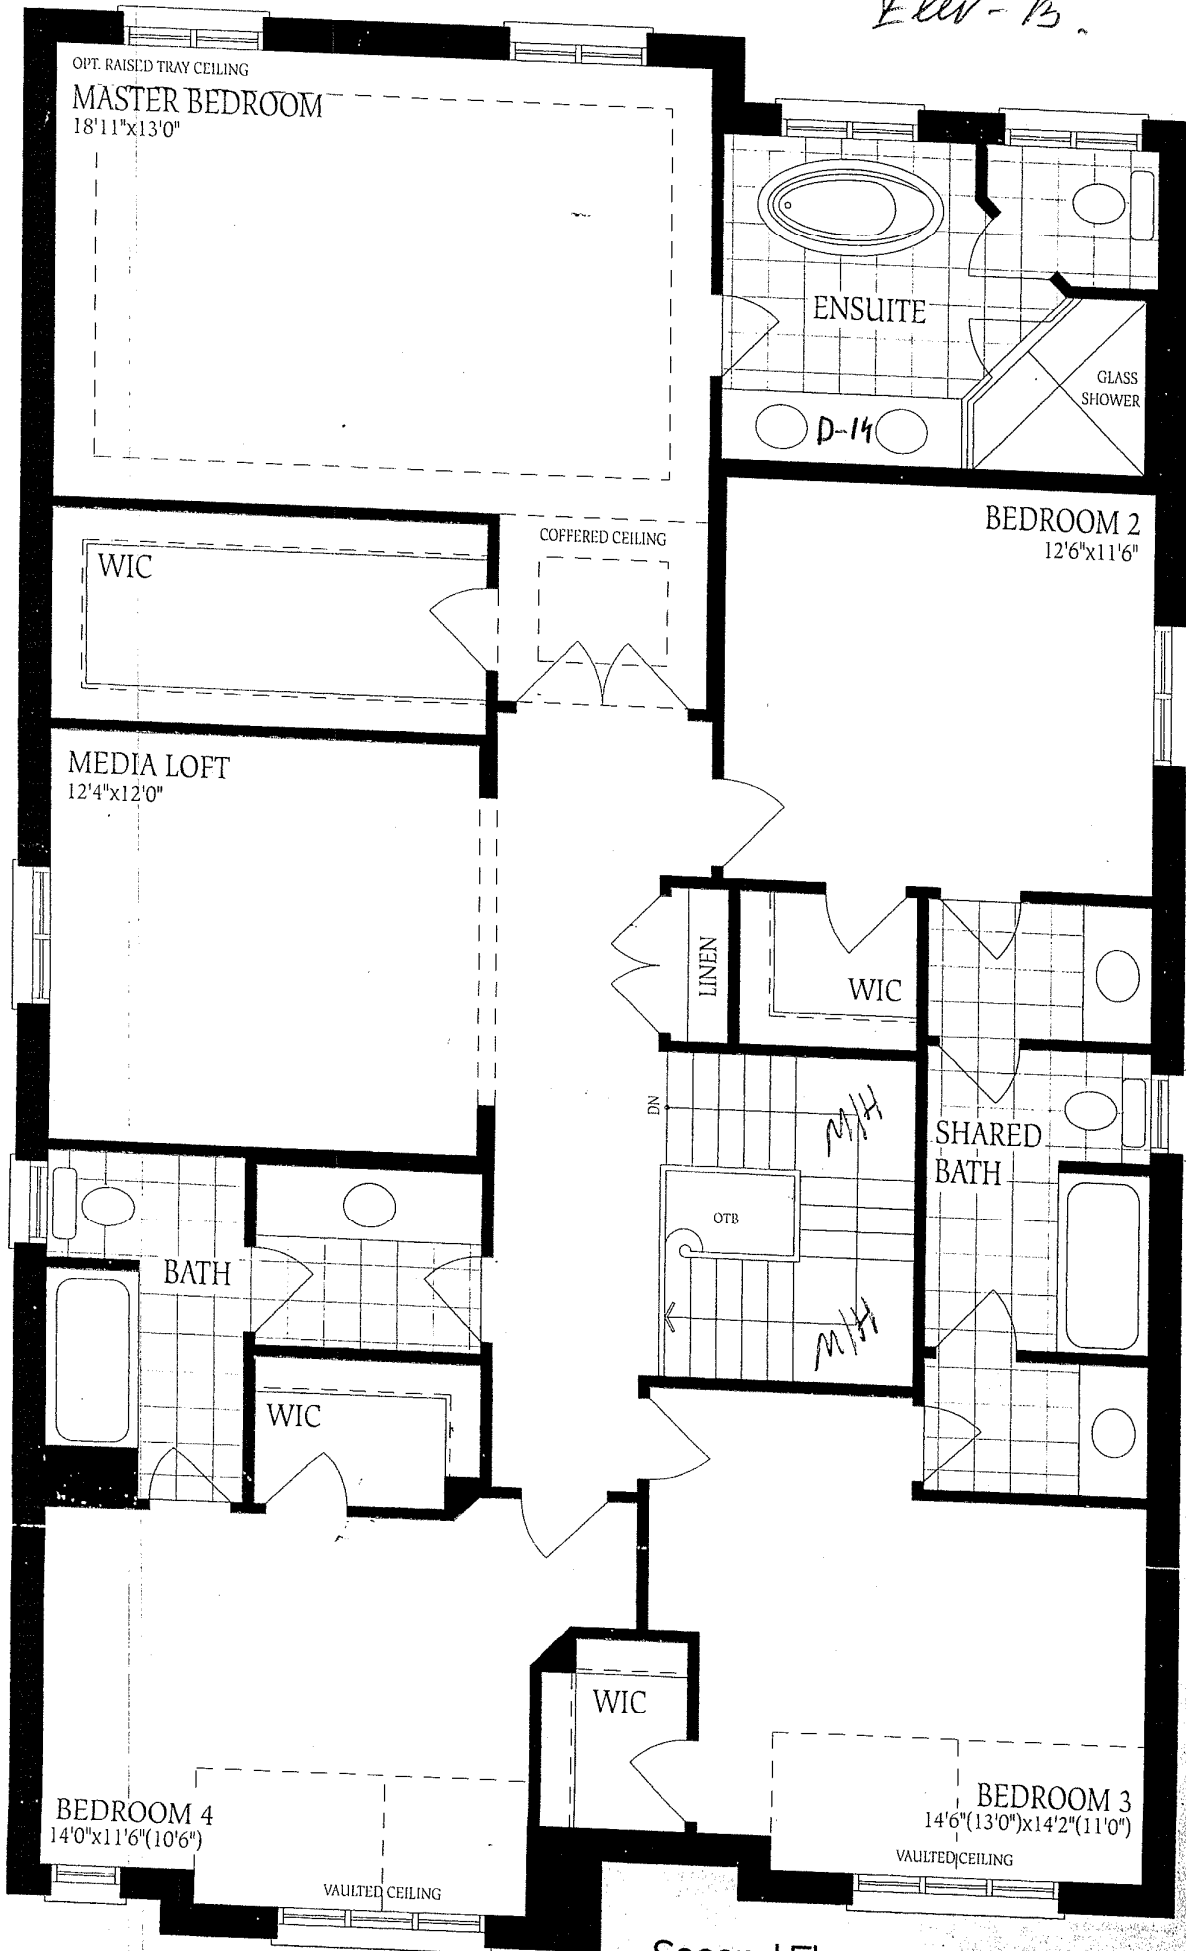 Elev-B.
OPT. RAISED TRAY CEILING
MASTER BEDROOM
18'11"x13'0"
ENSUITE
GLASS
SHOWER
D-14
BEDROOM 2
12'6"x11'6"
COFFERED CEILING
WIC
MEDIA LOFT
12'4"x12'0"
LINEN
WIC
DN
M/H
SHARED
BATH
OTB
BATH
M/H
WIC
WIC
BEDROOM 3
14'6"(13'0")x14'2"(11'0")
VAULTED CEILING
BEDROOM 4
14'0"x11'6"(10'6")
VAULTED CEILING
Second Fl